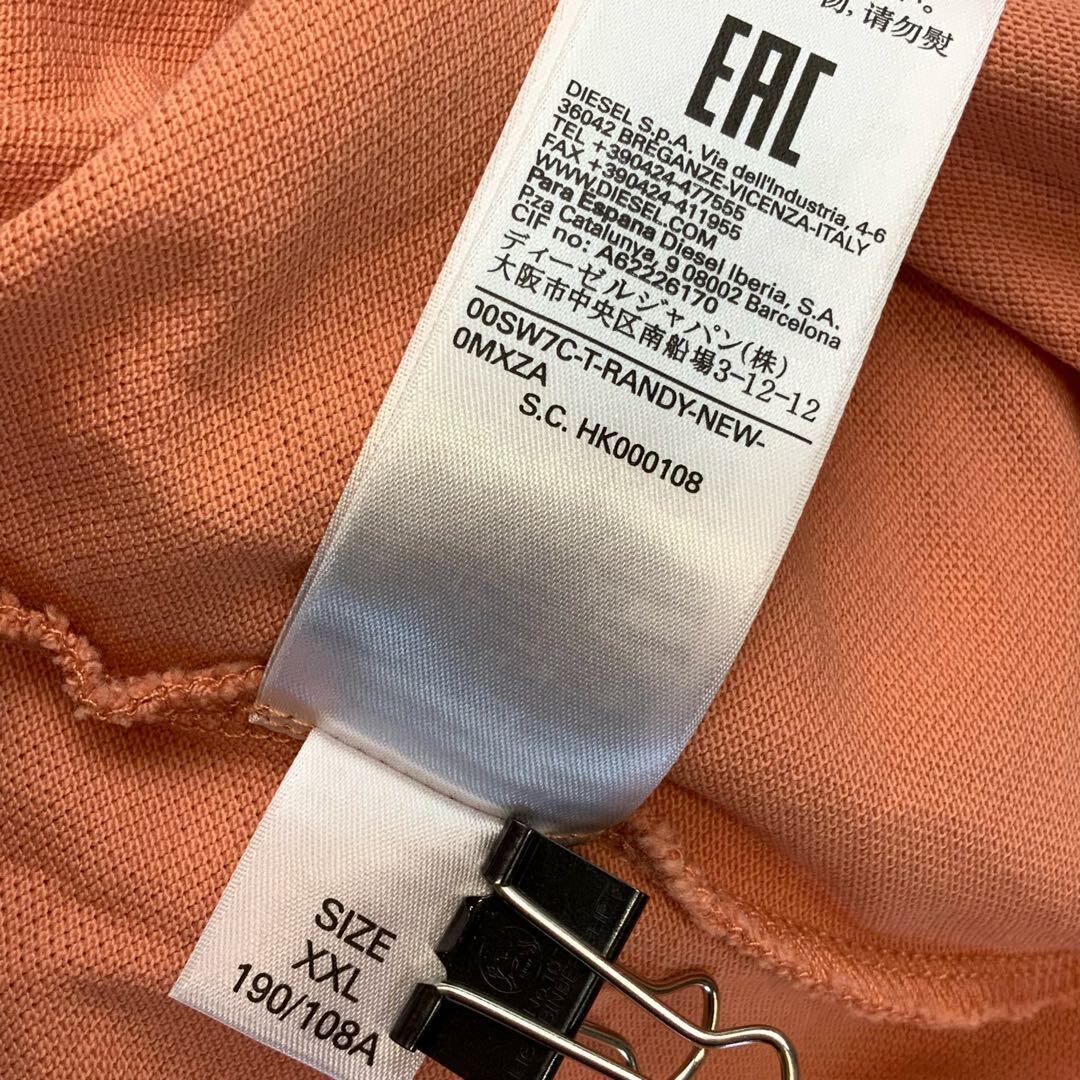 物,请勿熨
EAC
DIESEL S.p.A. Via dell'Industria, 4-6
36042 BREGANZE-VICENZA-ITALY
TEL +390424-477555
FAX +390424-411955
WWW.DIESEL.COM
Para Espana Diesel Iberia, S.A.
P.za Catalunya, 9 08002 Barcelona
CIF no: A62226170
ディーゼルジャパン(株)
大阪市中央区南船場3-12-12
00SW7C-T-RANDY-NEW-
0MXZA
S.C. HK000108
SIZE
XXL
190/108A